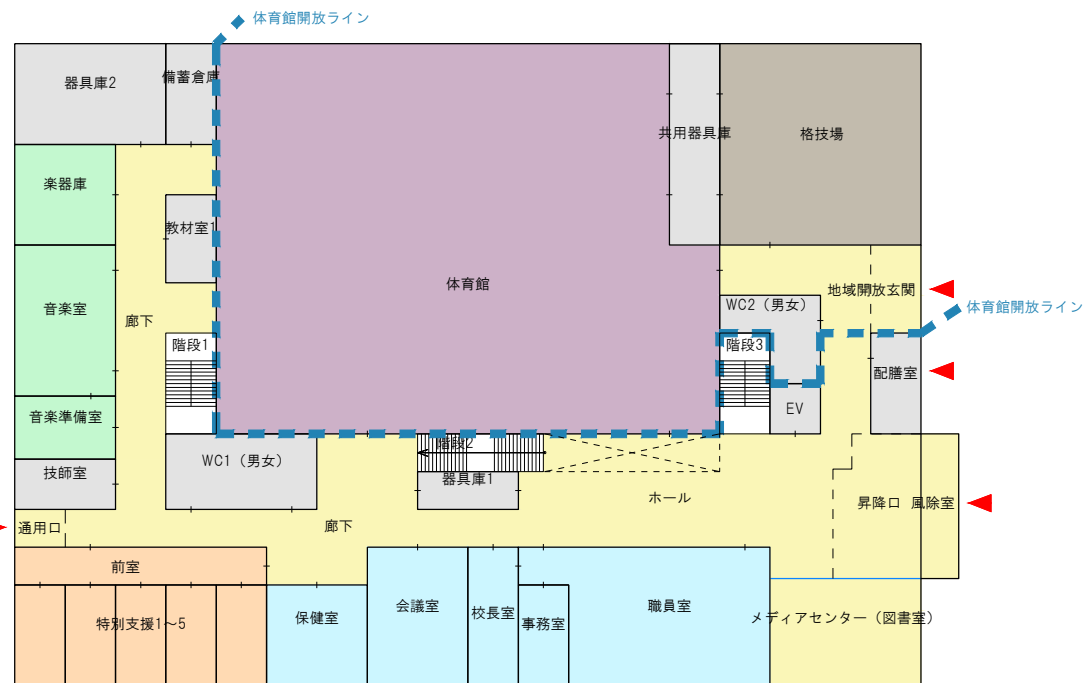 体育館開放ライン
器具庫2
備蓄倉庫
共用器具庫
格技場
楽器庫
教材室1
体育館
地域開放玄関
WC2（男女）
体育館開放ライン
音楽室
廊下
階段1
階段3
配膳室
音楽準備室
EV
階段2
WC1（男女）
技師室
器具庫1
ホール
昇降口
風除室
通用口
廊下
前室
特別支援1～5
保健室
会議室
校長室
事務室
職員室
メディアセンター（図書室）